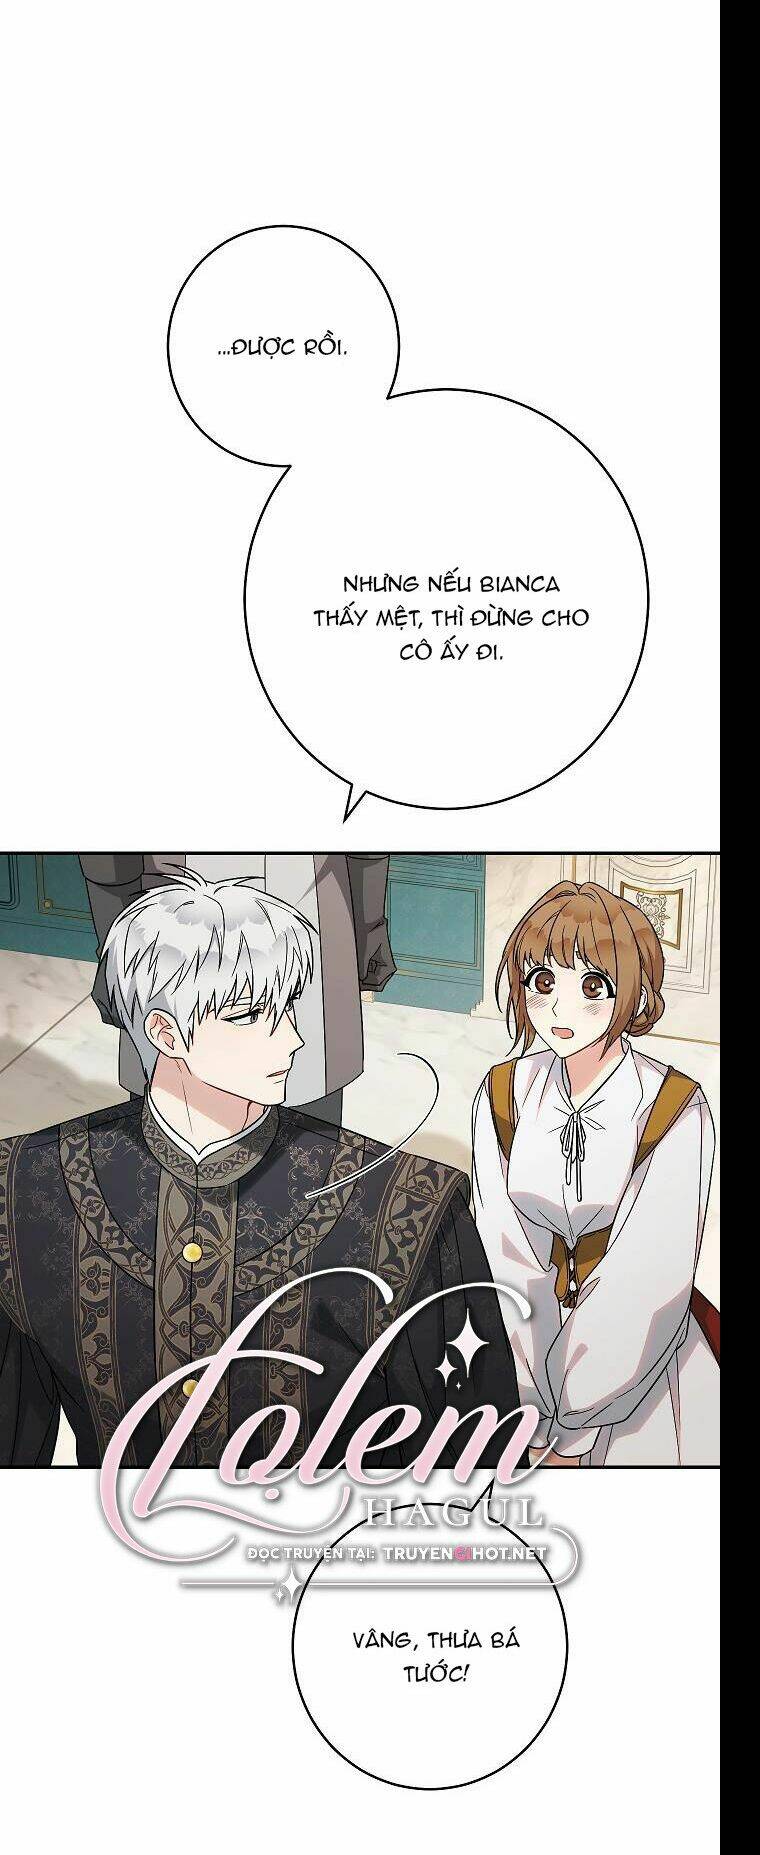 ...ĐƯỢC RỒI.
NHƯNG NẾU BIANCA
THẤY MỆT, THÌ ĐỪNG CHO
CÔ ẤY ĐI.
Lọlem
HAGUL
ĐỌC TRUYỆN TẠI: TRUYENGIHOT.NET
VÂNG, THƯA BÁ
TƯỚC!